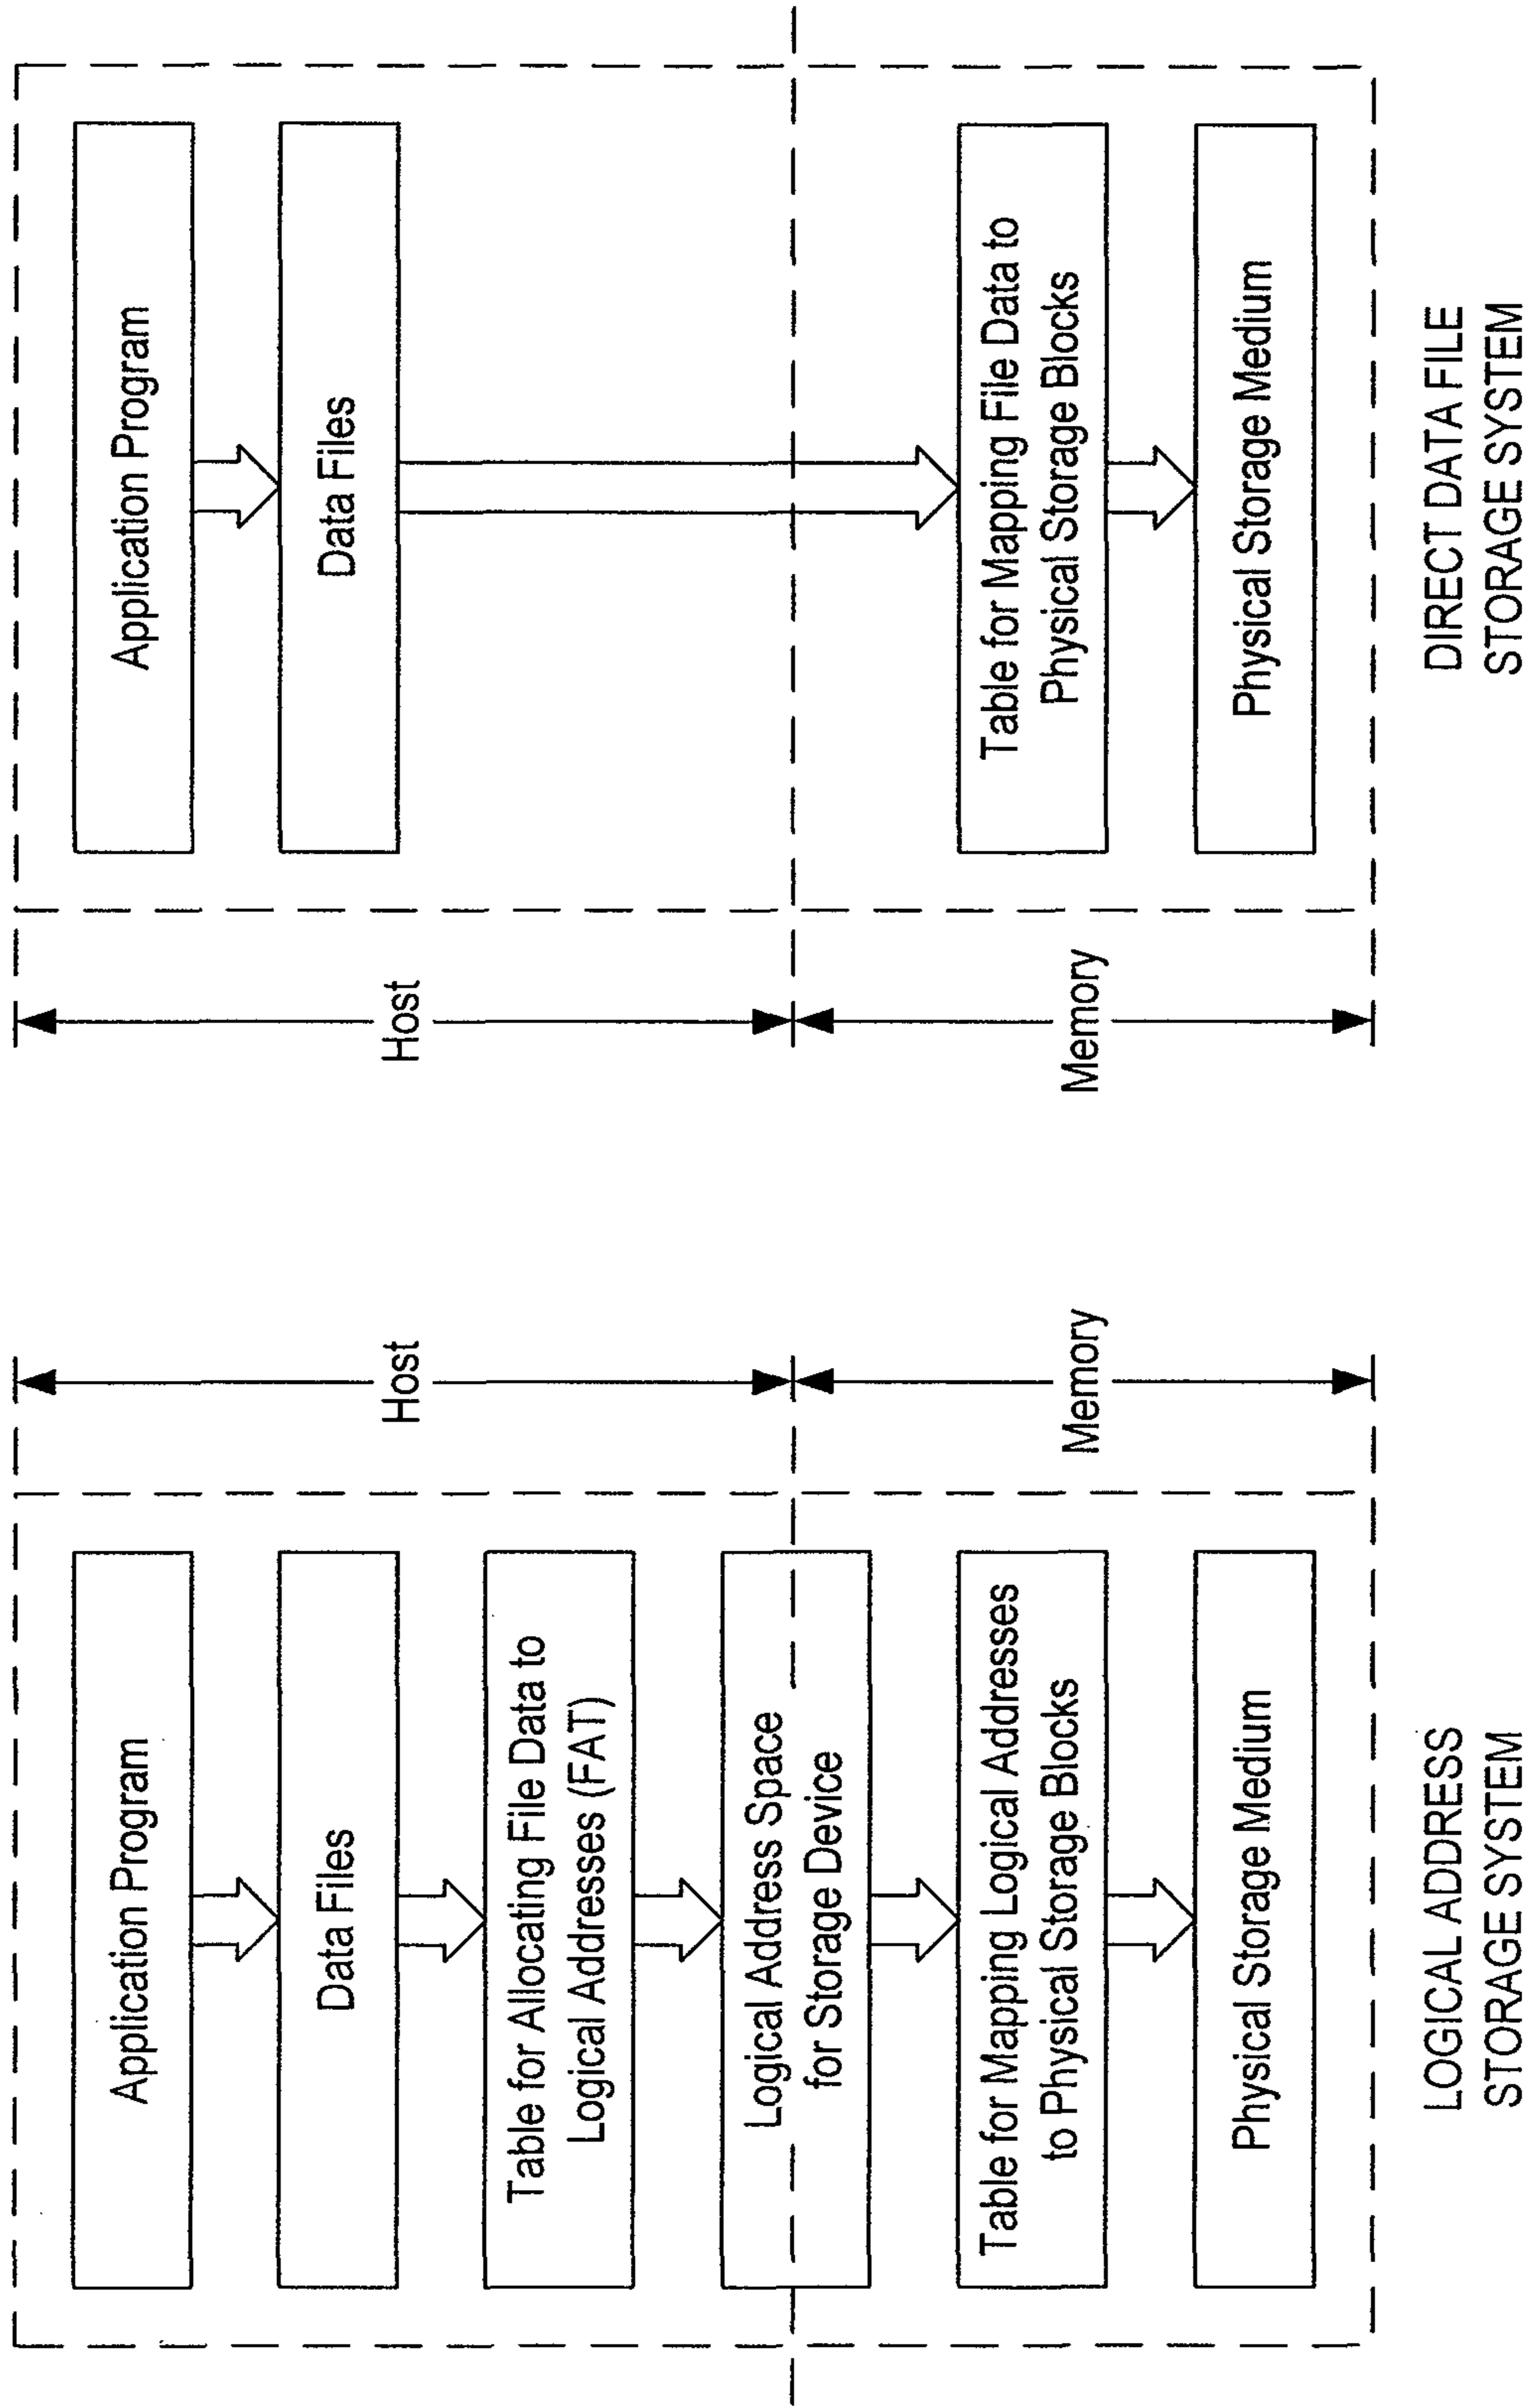 Application Program
Data Files
Table for Allocating File Data to
Logical Addresses (FAT)
Logical Address Space
for Storage Device
Table for Mapping Logical Addresses
to Physical Storage Blocks
Physical Storage Medium
Host
Memory
LOGICAL ADDRESS
STORAGE SYSTEM
Host
Memory
Application Program
Data Files
Table for Mapping File Data to
Physical Storage Blocks
Physical Storage Medium
DIRECT DATA FILE
STORAGE SYSTEM